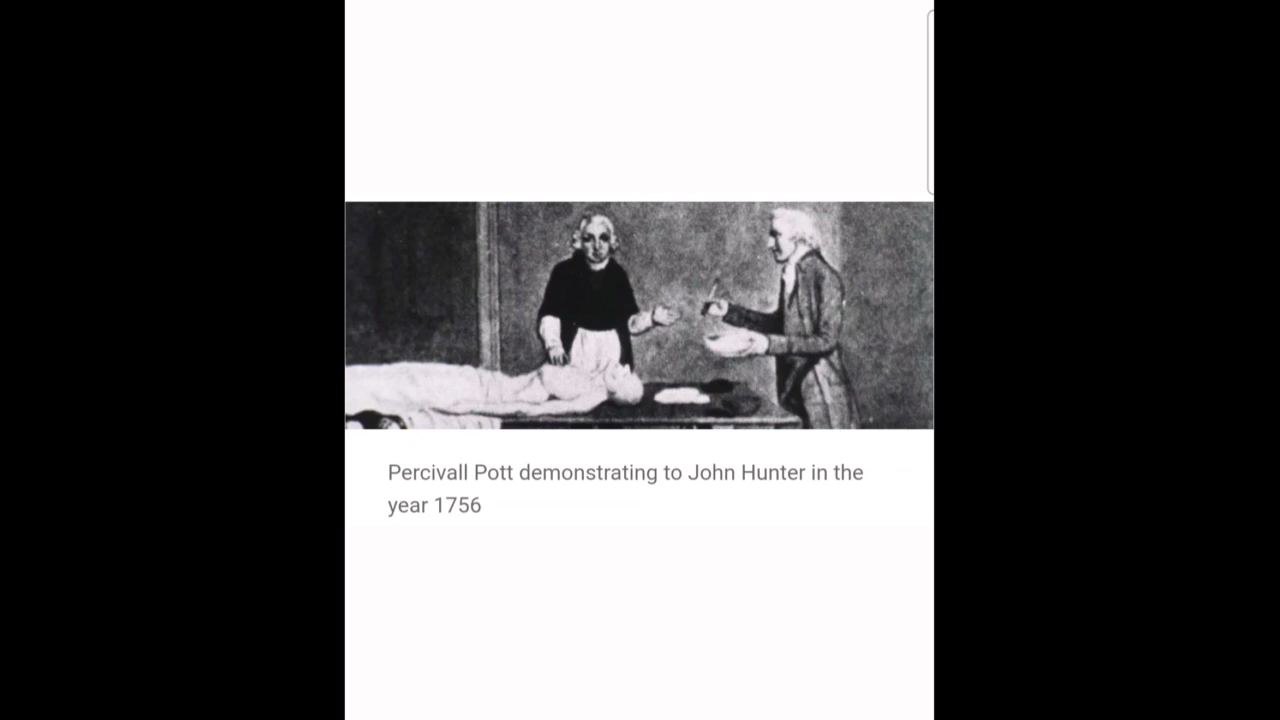 Percivall Pott demonstrating to John Hunter in the
year 1756